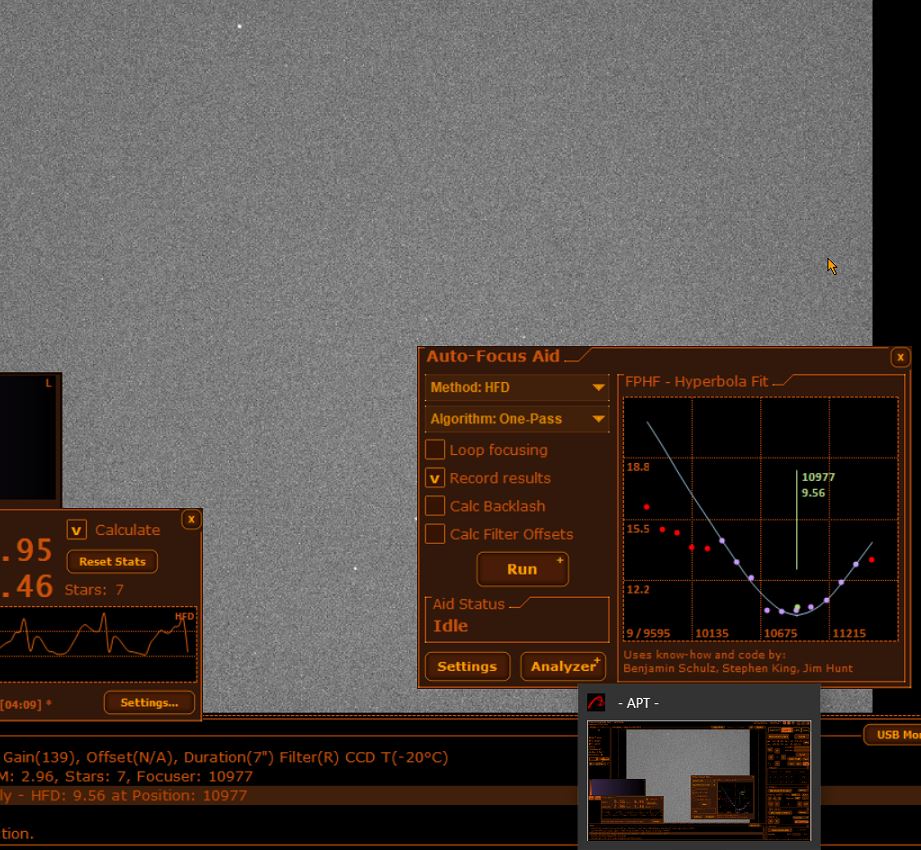 Auto-Focus Aid
x
Method: HFD
Algorithm: One-Pass
Loop focusing
v Record results
Calc Backlash
Calc Filter Offsets
Run +
Aid Status
Idle
Settings
Analyzer+
FPHF - Hyperbola Fit
18.8
15.5
12.2
9 / 9595
10135
10675
11215
10977
9.56
Uses know-how and code by:
Benjamin Schulz, Stephen King, Jim Hunt
L
x
.95
v Calculate
Reset Stats
.46
Stars: 7
HFD
[04:09] *
Settings...
- APT -
USB Mo
Gain(139), Offset(N/A), Duration(7") Filter(R) CCD T(-20ºC)
M: 2.96, Stars: 7, Focuser: 10977
ly - HFD: 9.56 at Position: 10977
tion.